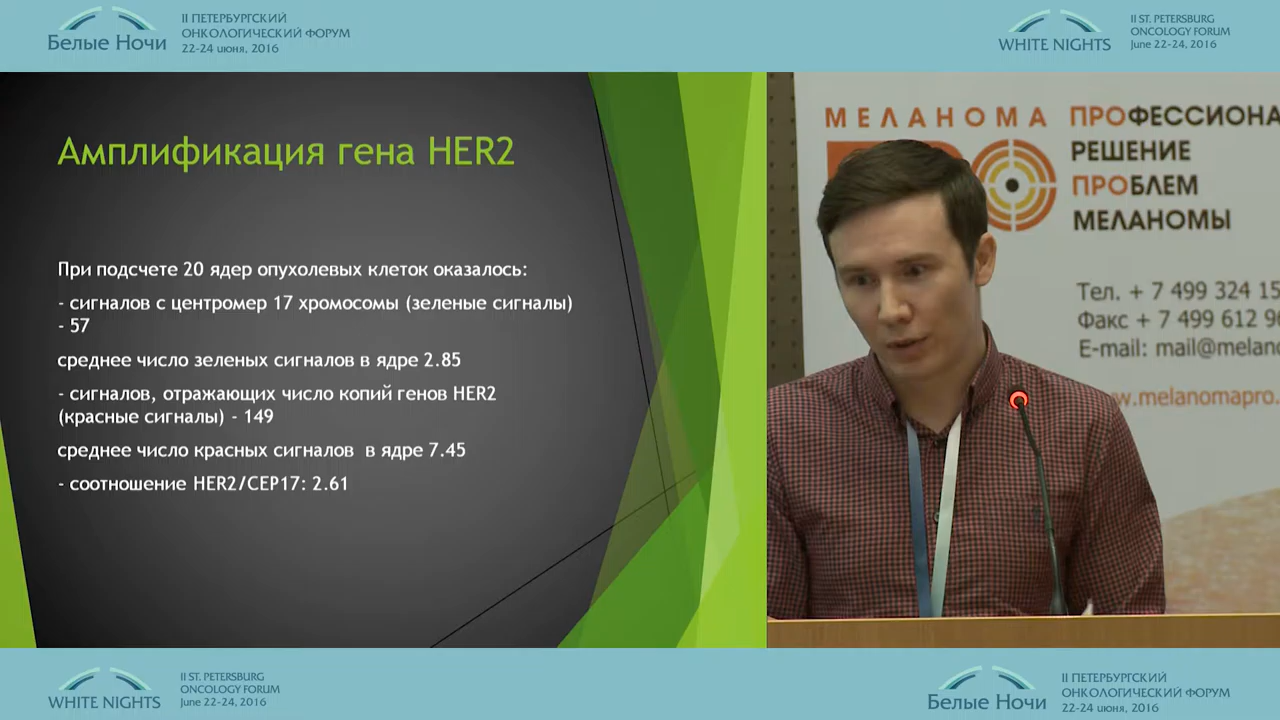 II ПЕТЕРБУРГСКИЙ
ОНКОЛОГИЧЕСКИЙ ФОРУМ
Белые Ночи
22-24 июня, 2016
II ST. PETERSBURG
ONCOLOGY FORUM
WHITE NIGHTS
June 22-24, 2016
Амплификация гена HER2
При подсчете 20 ядер опухолевых клеток оказалось:
- сигналов с центромер 17 хромосомы (зеленые сигналы)
- 57
среднее число зеленых сигналов в ядре 2.85
- сигналов, отражающих число копий генов HER2
(красные сигналы) - 149
среднее число красных сигналов в ядре 7.45
- соотношение HER2/CEP17: 2.61
МЕЛАНОМА
ПРОФЕССИОНА
РЕШЕНИЕ
ПРОБЛЕМ
МЕЛАНОМЫ
Тел. + 7 499 324 15
Факс + 7 499 612 96
E-mail: mail@melano
w.melanomapro.
II ST. PETERSBURG
ONCOLOGY FORUM
WHITE NIGHTS
June 22-24, 2016
II ПЕТЕРБУРГСКИЙ
ОНКОЛОГИЧЕСКИЙ ФОРУМ
Белые Ночи
22-24 июня, 2016